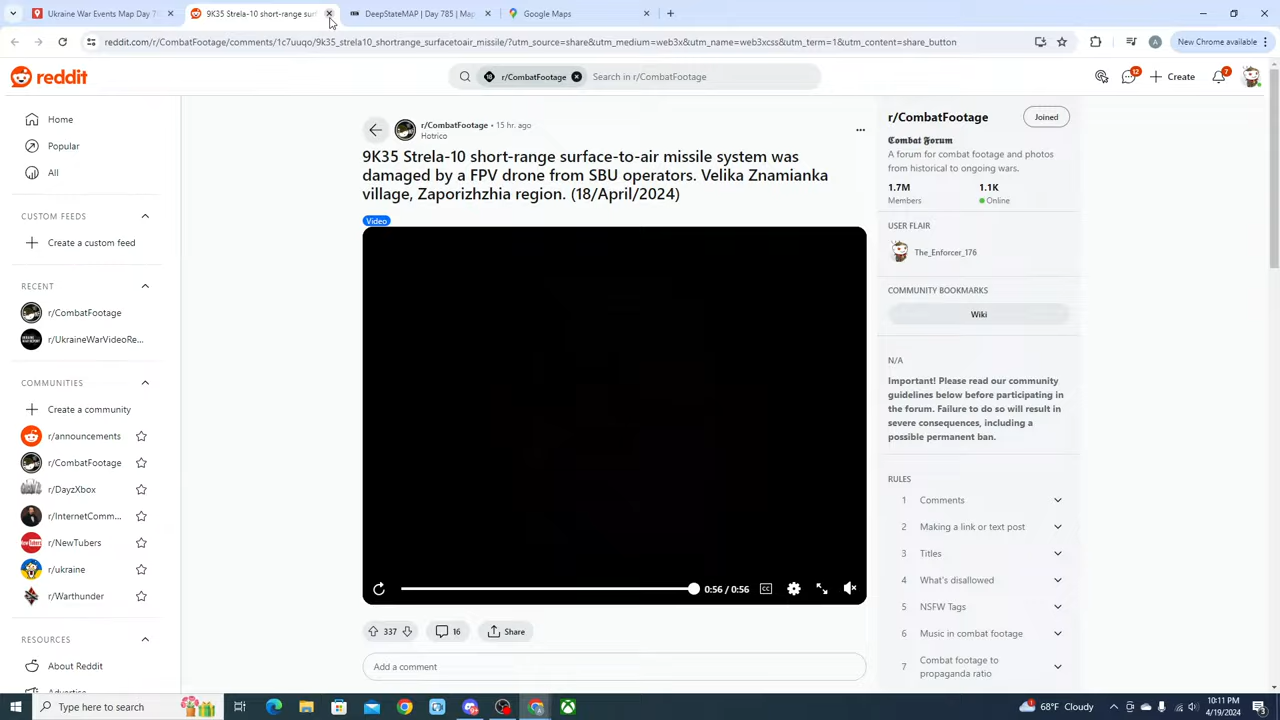 Ukraine War Events Map Day 78
9K35 Strela-10 short-range surf
DeepStateMAP | Day 785 | Map
Google Maps
reddit.com/r/CombatFootage/comments/1c7uuqo/9k35_strela10_shortrange_surfacetoair_missile/?utm_source=share&utm_medium=web3x&utm_name=web3xcss&utm_term=1&utm_content=share_button
A
New Chrome available
reddit
r/CombatFootage
Search in r/CombatFootage
12
Create
7
Home
Popular
All
CUSTOM FEEDS
Create a custom feed
RECENT
r/CombatFootage
r/UkraineWarVideoRe...
COMMUNITIES
Create a community
r/announcements
r/CombatFootage
r/DayzXbox
r/InternetComm...
r/NewTubers
r/ukraine
r/Warthunder
RESOURCES
About Reddit
Advertise
r/CombatFootage • 15 hr. ago
Hotrico
9K35 Strela-10 short-range surface-to-air missile system was
damaged by a FPV drone from SBU operators. Velika Znamianka
village, Zaporizhzhia region. (18/April/2024)
Video
0:56 / 0:56
337
16
Share
Add a comment
r/CombatFootage
Joined
Combat Forum
A forum for combat footage and photos
from historical to ongoing wars.
1.7M
1.1K
Members
Online
USER FLAIR
The_Enforcer_176
COMMUNITY BOOKMARKS
Wiki
N/A
Important! Please read our community
guidelines below before participating in
the forum. Failure to do so will result in
severe consequences, including a
possible permanent ban.
RULES
1 Comments
2 Making a link or text post
3 Titles
4 What's disallowed
5 NSFW Tags
6 Music in combat footage
7 Combat footage to
propaganda ratio
Type here to search
68°F Cloudy
10:11 PM
4/19/2024